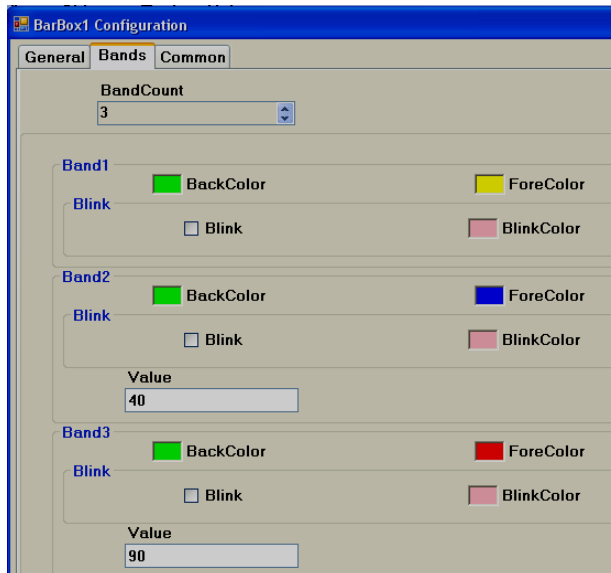 BarBox1 Configuration
General Bands Common
BandCount
3
Band1
BackColor ForeColor
Blink
Blink BlinkColor
Band2
BackColor ForeColor
Blink
Blink BlinkColor
Value
40
Band3
BackColor ForeColor
Blink
Blink BlinkColor
Value
90